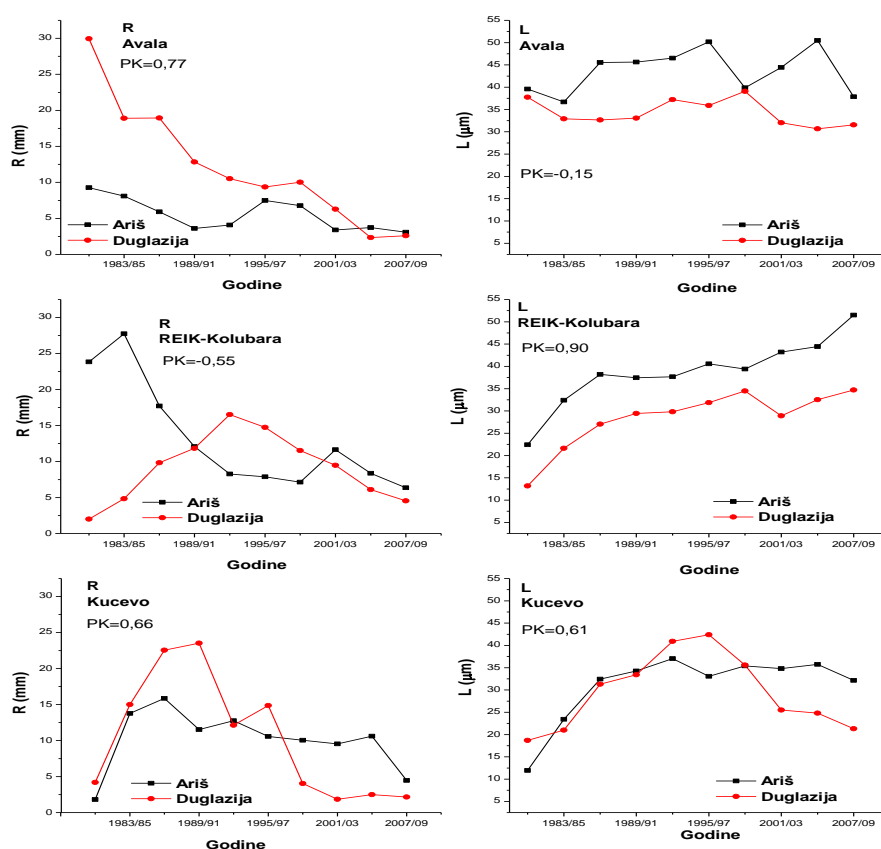 R
Avala
PK=0,77
30
25
20
15
10
5
0
R (mm)
Ariš
Duglazija
1983/85 1989/91 1995/97 2001/03 2007/09
Godine
L
Avala
PK=-0,15
55
50
45
40
35
30
25
20
15
10
5
L (μm)
Ariš
Duglazija
1983/85 1989/91 1995/97 2001/03 2007/09
Godine
R
REIK-Kolubara
PK=-0,55
30
25
20
15
10
5
0
R (mm)
Ariš
Duglazija
1983/85 1989/91 1995/97 2001/03 2007/09
Godine
L
REIK-Kolubara
PK=0,90
55
50
45
40
35
30
25
20
15
10
5
L (μm)
Ariš
Duglazija
1983/85 1989/91 1995/97 2001/03 2007/09
Godine
R
Kucevo
PK=0,66
30
25
20
15
10
5
0
R (mm)
Ariš
Duglazija
1983/85 1989/91 1995/97 2001/03 2007/09
Godine
L
Kucevo
PK=0,61
55
50
45
40
35
30
25
20
15
10
5
L (μm)
Ariš
Duglazija
1983/85 1989/91 1995/97 2001/03 2007/09
Godine